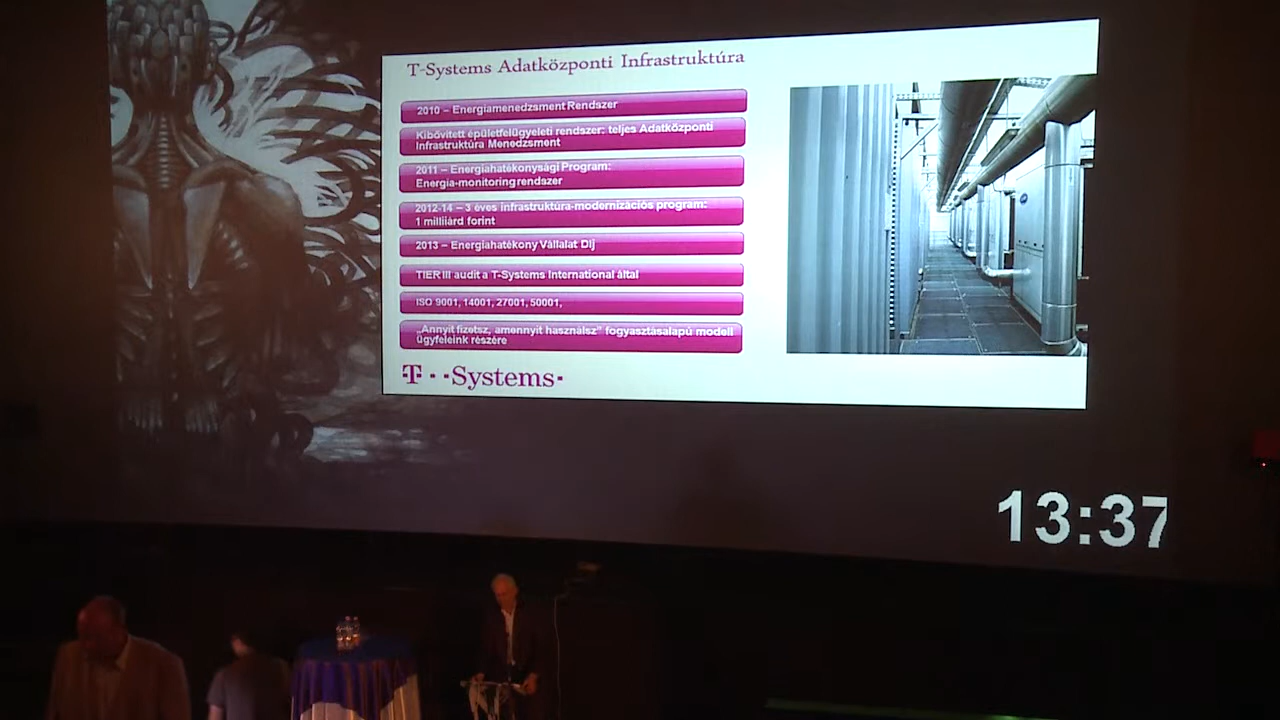 T-Systems Adatközponti Infrastruktúra
2010 – Energiamenedzsment Rendszer
Kibővített épületfelügyeleti rendszer: teljes Adatközponti
Infrastruktúra Menedzsment
2011 – Energiahatékonysági Program:
Energia-monitoring rendszer
2012-14 – 3 éves infrastruktúra-modernizációs program:
1 milliárd forint
2013 – Energiahatékony Vállalat Díj
TIER III audit a T-Systems International által
ISO 9001, 14001, 27001, 50001,
„Annyit fizetsz, amennyit használsz” fogyasztásalapú modell
ügyfeleink részére
T··Systems·
13:37